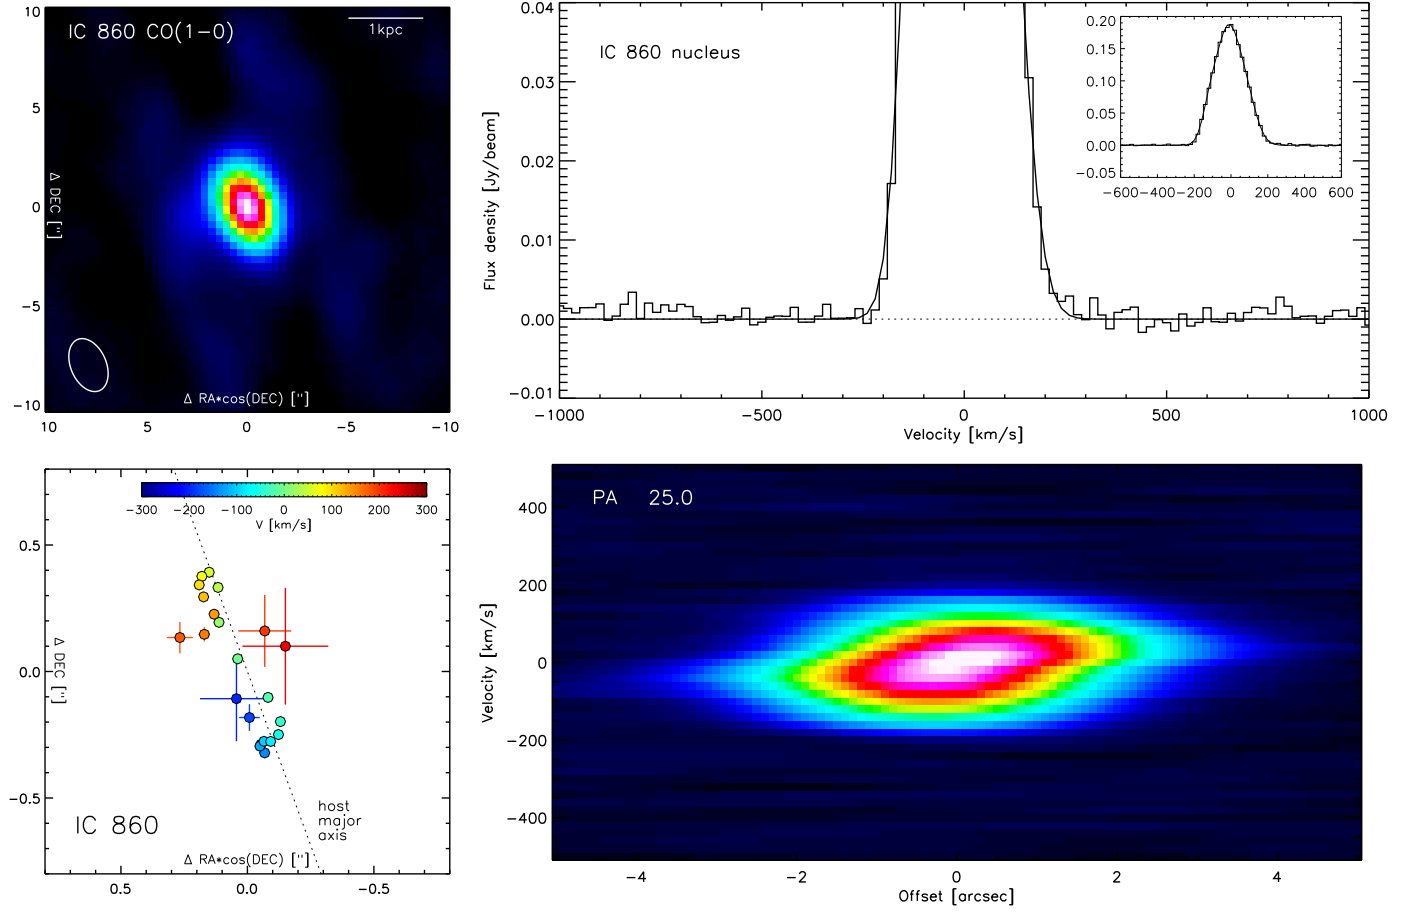 IC 860 CO(1−0)
1kpc
10
5
0
−5
−10
Δ DEC ["]
Δ RA*cos(DEC) ["]
10 5 0 −5 −10
IC 860 nucleus
0.04
0.03
0.02
0.01
0.00
−0.01
Flux density [Jy/beam]
−1000 −500 0 500 1000
Velocity [km/s]
0.20
0.15
0.10
0.05
0.00
−0.05
−600 −400 −200 0 200 400 600
−300 −200 −100 0 100 200 300
V [km/s]
0.5
0.0
−0.5
Δ DEC ["]
host
major
axis
IC 860
Δ RA*cos(DEC) ["]
0.5 0.0 −0.5
PA 25.0
400
200
0
−200
−400
Velocity [km/s]
−4 −2 0 2 4
Offset [arcsec]